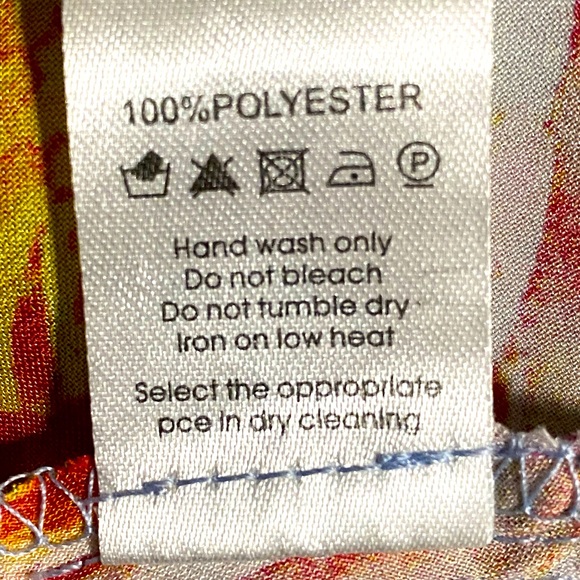 100%POLYESTER
P
Hand wash only
Do not bleach
Do not tumble dry
Iron on low heat
Select the oppropriate
pce in dry cleaning